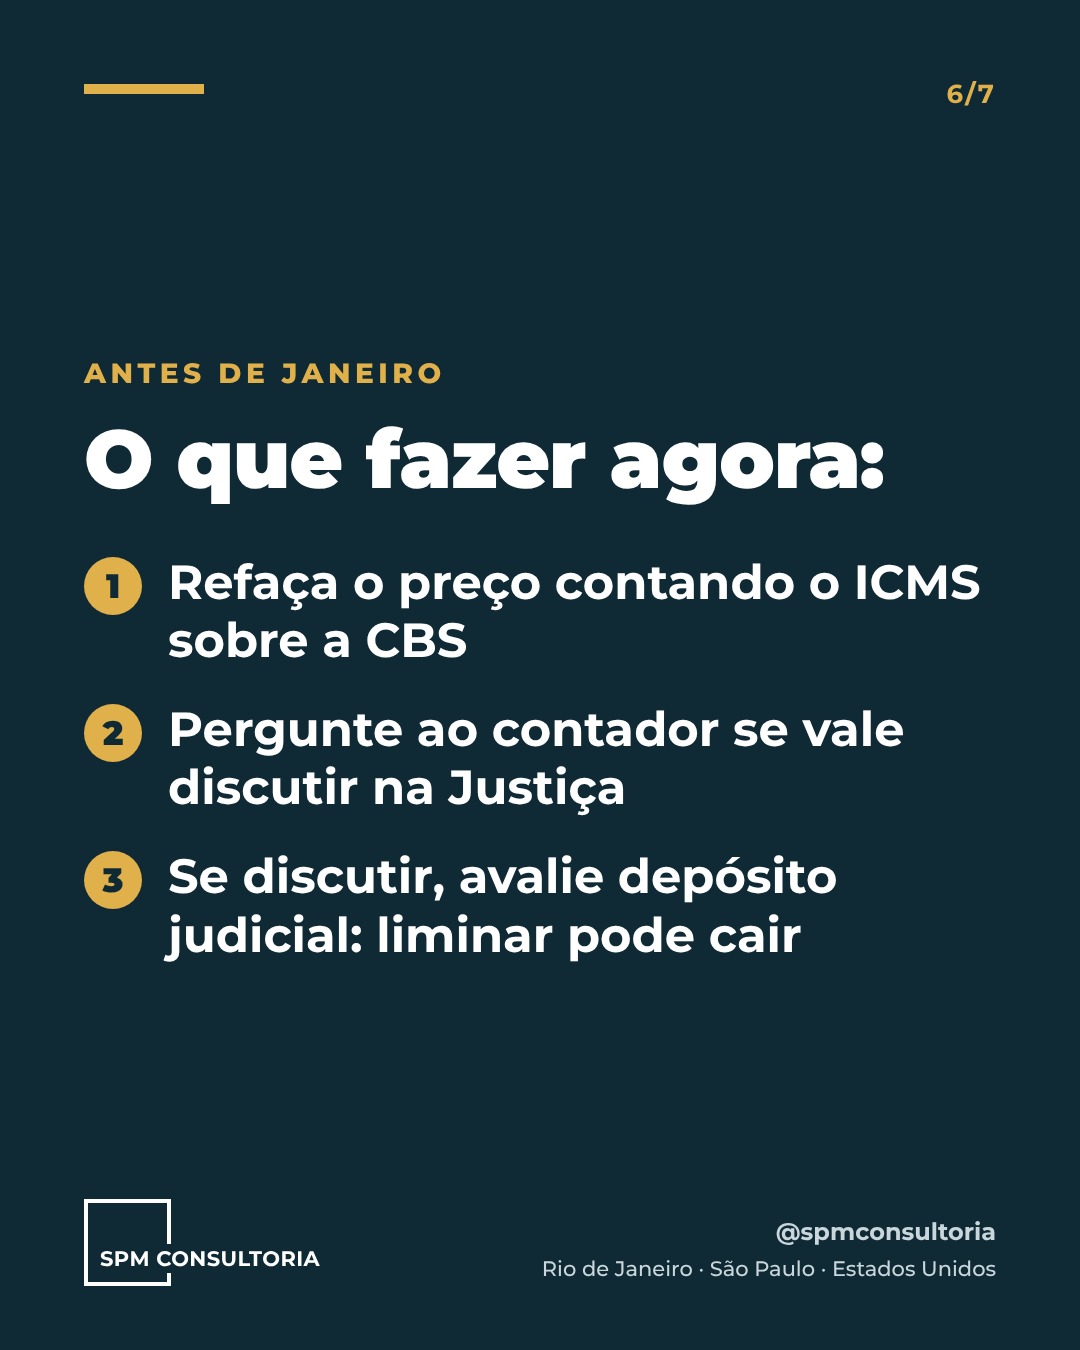 6/7
ANTES DE JANEIRO
O que fazer agora:
1 Refaça o preço contando o ICMS
sobre a CBS
2 Pergunte ao contador se vale
discutir na Justiça
3 Se discutir, avalie depósito
judicial: liminar pode cair
SPM CONSULTORIA
@spmconsultoria
Rio de Janeiro · São Paulo · Estados Unidos